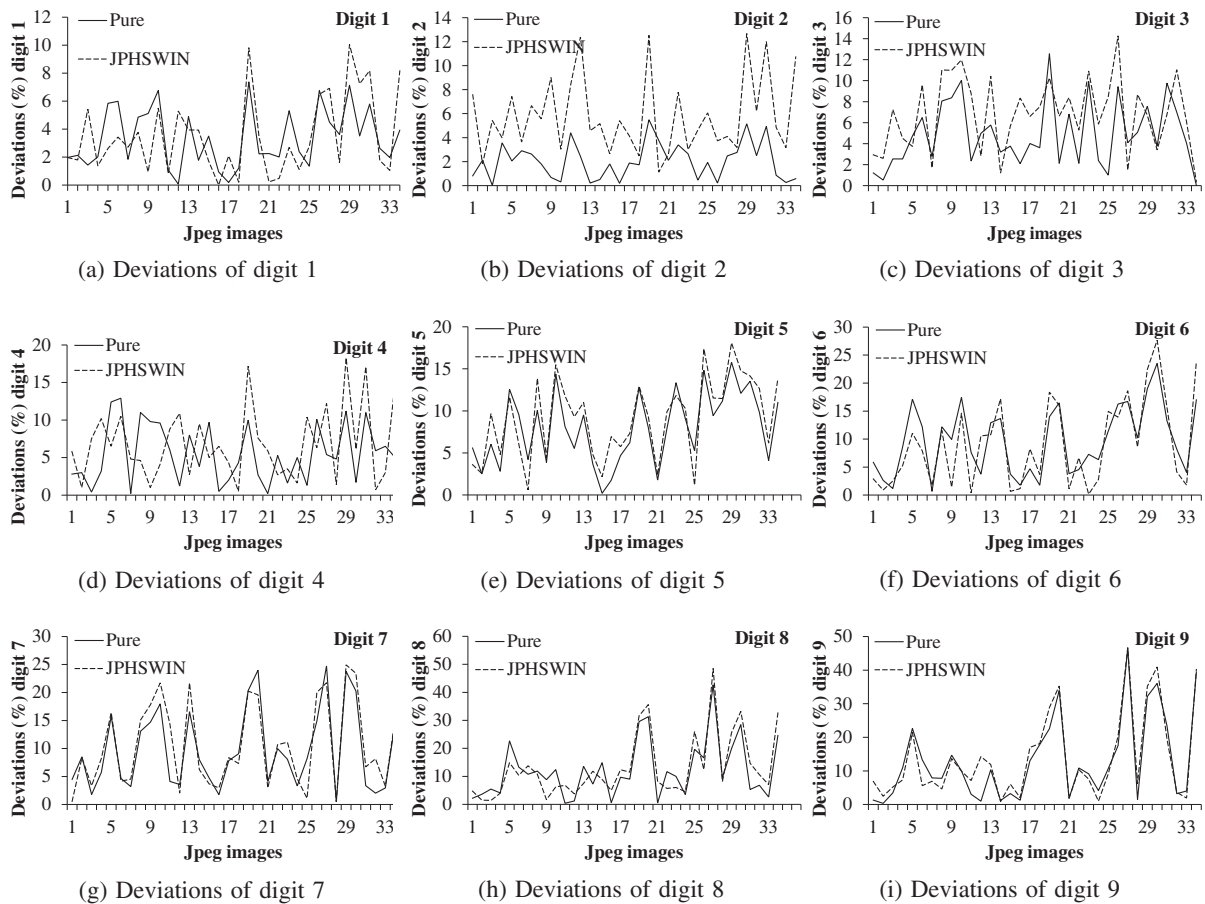 Deviations (%) digit 1
12
10
8
6
4
2
0
Pure
JPHSWIN
Digit 1
1 5 9 13 17 21 25 29 33
Jpeg images
(a) Deviations of digit 1
Deviations (%) digit 2
14
12
10
8
6
4
2
0
Pure
JPHSWIN
Digit 2
1 5 9 13 17 21 25 29 33
Jpeg images
(b) Deviations of digit 2
Deviations (%) digit 3
16
14
12
10
8
6
4
2
0
Pure
JPHSWIN
Digit 3
1 5 9 13 17 21 25 29 33
Jpeg images
(c) Deviations of digit 3
Deviations (%) digit 4
20
15
10
5
0
Pure
JPHSWIN
Digit 4
1 5 9 13 17 21 25 29 33
Jpeg images
(d) Deviations of digit 4
Deviations (%) digit 5
20
15
10
5
0
Pure
JPHSWIN
Digit 5
1 5 9 13 17 21 25 29 33
Jpeg images
(e) Deviations of digit 5
Deviations (%) digit 6
30
25
20
15
10
5
0
Pure
JPHSWIN
Digit 6
1 5 9 13 17 21 25 29 33
Jpeg images
(f) Deviations of digit 6
Deviations (%) digit 7
30
25
20
15
10
5
0
Pure
JPHSWIN
Digit 7
1 5 9 13 17 21 25 29 33
Jpeg images
(g) Deviations of digit 7
Deviations (%) digit 8
60
50
40
30
20
10
0
Pure
JPHSWIN
Digit 8
1 5 9 13 17 21 25 29 33
Jpeg images
(h) Deviations of digit 8
Deviations (%) digit 9
50
40
30
20
10
0
Pure
JPHSWIN
Digit 9
1 5 9 13 17 21 25 29 33
Jpeg images
(i) Deviations of digit 9